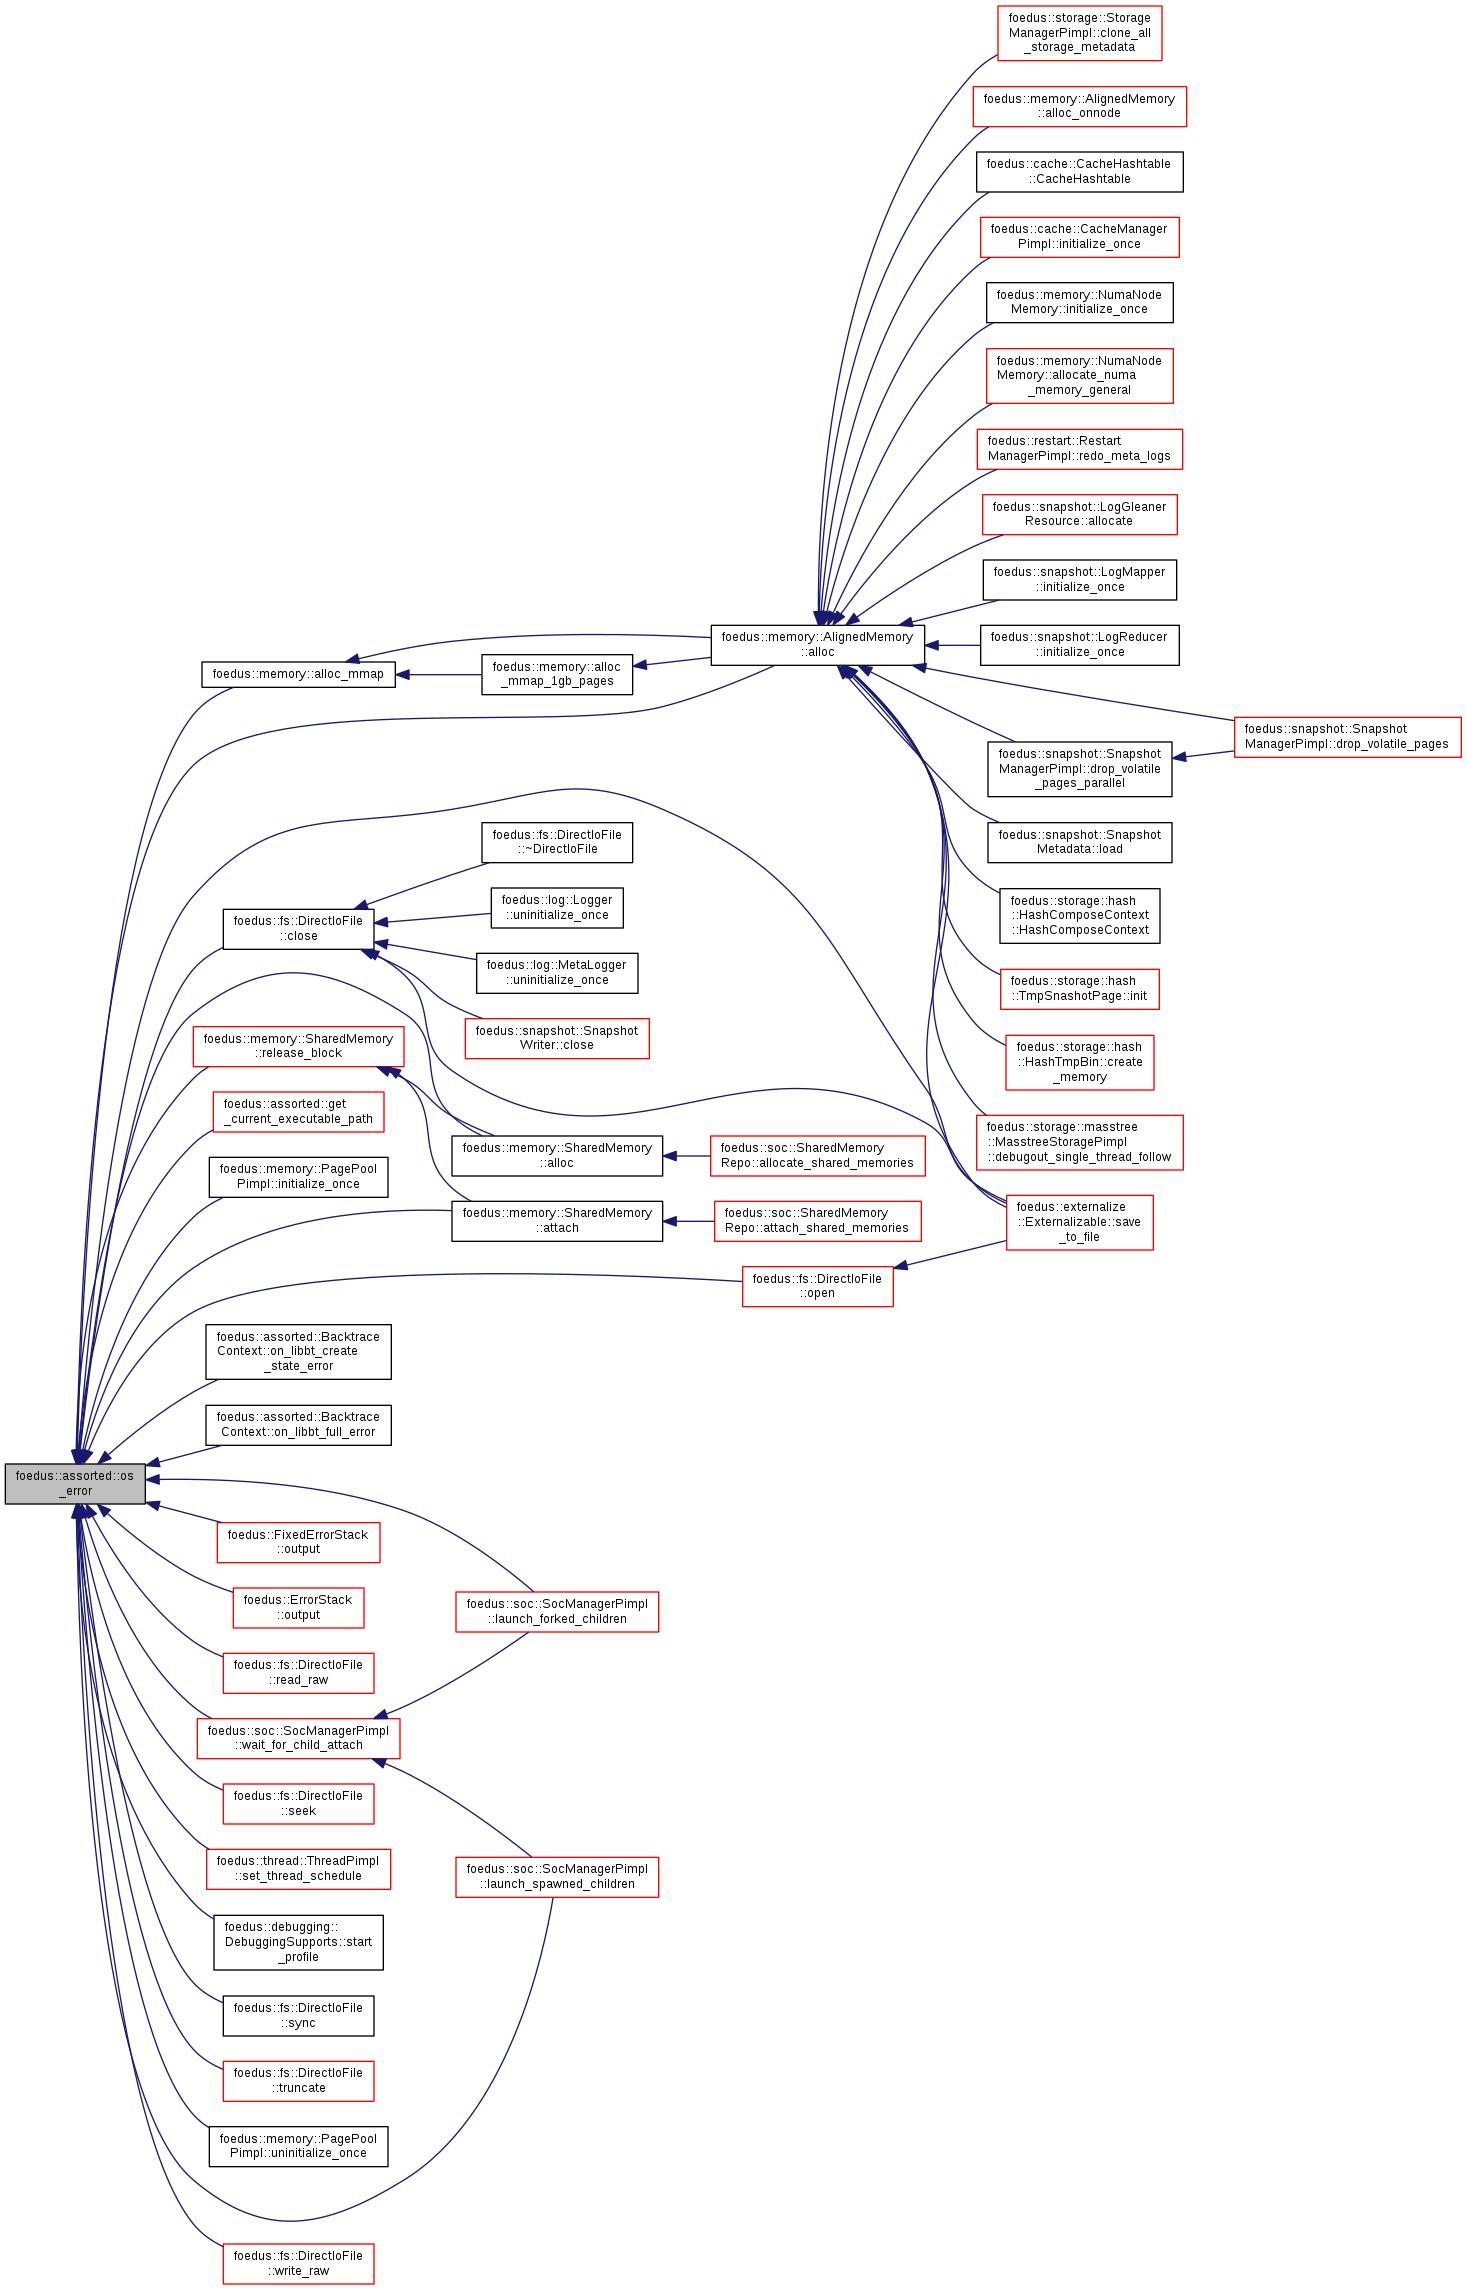 foedus::storage::Storage
ManagerPimpl::clone_all
_storage_metadata
foedus::memory::AlignedMemory
::alloc_onnode
foedus::cache::CacheHashtable
::CacheHashtable
foedus::cache::CacheManager
Pimpl::initialize_once
foedus::memory::NumaNode
Memory::initialize_once
foedus::memory::NumaNode
Memory::allocate_numa
_memory_general
foedus::restart::Restart
ManagerPimpl::redo_meta_logs
foedus::snapshot::LogGleaner
Resource::allocate
foedus::snapshot::LogMapper
::initialize_once
foedus::memory::AlignedMemory
::alloc
foedus::snapshot::LogReducer
::initialize_once
foedus::memory::alloc_mmap
foedus::memory::alloc
_mmap_1gb_pages
foedus::snapshot::Snapshot
ManagerPimpl::drop_volatile_pages
foedus::snapshot::Snapshot
ManagerPimpl::drop_volatile
_pages_parallel
foedus::fs::DirectIoFile
::~DirectIoFile
foedus::snapshot::Snapshot
Metadata::load
foedus::log::Logger
::uninitialize_once
foedus::storage::hash
::HashComposeContext
::HashComposeContext
foedus::fs::DirectIoFile
::close
foedus::log::MetaLogger
::uninitialize_once
foedus::storage::hash
::TmpSnashotPage::init
foedus::snapshot::Snapshot
Writer::close
foedus::memory::SharedMemory
::release_block
foedus::storage::hash
::HashTmpBin::create
_memory
foedus::assorted::get
_current_executable_path
foedus::storage::masstree
::MasstreeStoragePimpl
::debugout_single_thread_follow
foedus::memory::SharedMemory
::alloc
foedus::soc::SharedMemory
Repo::allocate_shared_memories
foedus::memory::PagePool
Pimpl::initialize_once
foedus::memory::SharedMemory
::attach
foedus::soc::SharedMemory
Repo::attach_shared_memories
foedus::externalize
::Externalizable::save
_to_file
foedus::fs::DirectIoFile
::open
foedus::assorted::Backtrace
Context::on_libbt_create
_state_error
foedus::assorted::Backtrace
Context::on_libbt_full_error
foedus::assorted::os
_error
foedus::FixedErrorStack
::output
foedus::ErrorStack
::output
foedus::soc::SocManagerPimpl
::launch_forked_children
foedus::fs::DirectIoFile
::read_raw
foedus::soc::SocManagerPimpl
::wait_for_child_attach
foedus::fs::DirectIoFile
::seek
foedus::thread::ThreadPimpl
::set_thread_schedule
foedus::soc::SocManagerPimpl
::launch_spawned_children
foedus::debugging::
DebuggingSupports::start
_profile
foedus::fs::DirectIoFile
::sync
foedus::fs::DirectIoFile
::truncate
foedus::memory::PagePool
Pimpl::uninitialize_once
foedus::fs::DirectIoFile
::write_raw